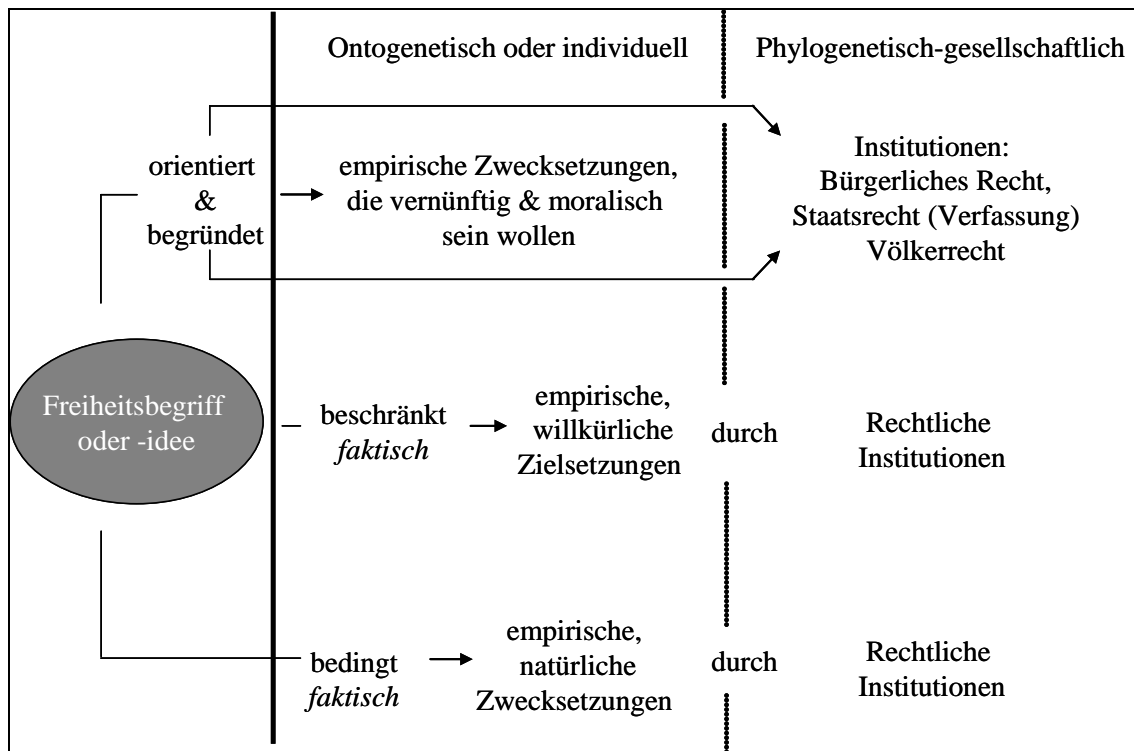 Ontogenetisch oder individuell
Phylogenetisch-gesellschaftlich
orientiert
&
begründet
empirische Zwecksetzungen,
die vernünftig & moralisch
sein wollen
Institutionen:
Bürgerliches Recht,
Staatsrecht (Verfassung)
Völkerrecht
Freiheitsbegriff
oder -idee
beschränkt
faktisch
empirische,
willkürliche
Zielsetzungen
durch
Rechtliche
Institutionen
bedingt
faktisch
empirische,
natürliche
Zwecksetzungen
durch
Rechtliche
Institutionen